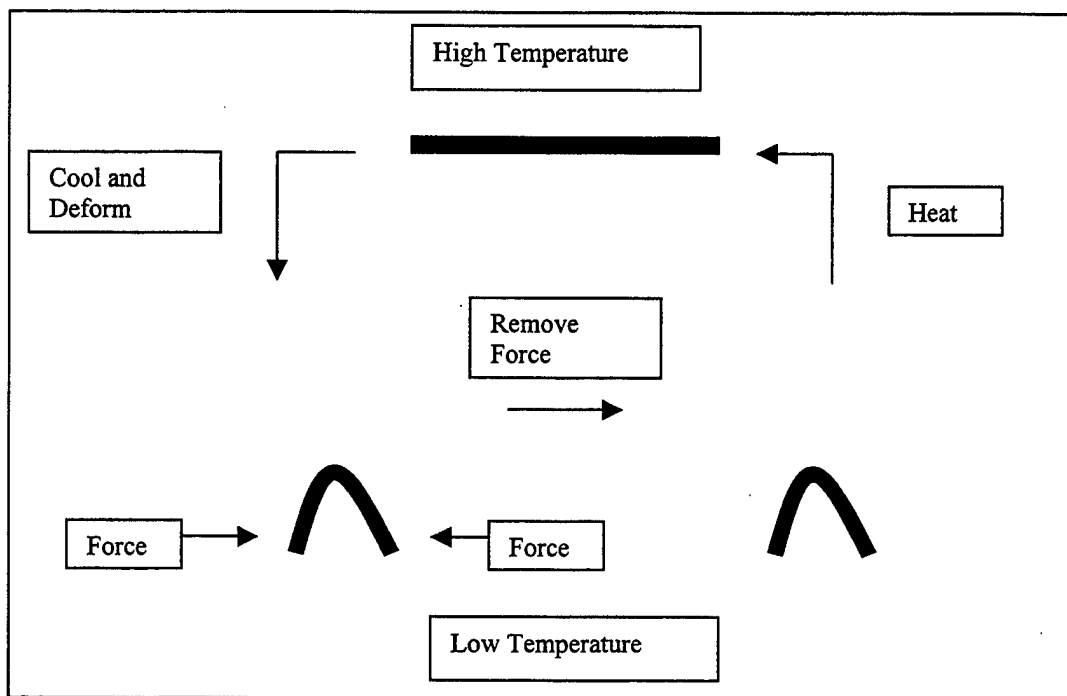 High Temperature
Cool and
Deform
Heat
Remove
Force
Force
Force
Low Temperature